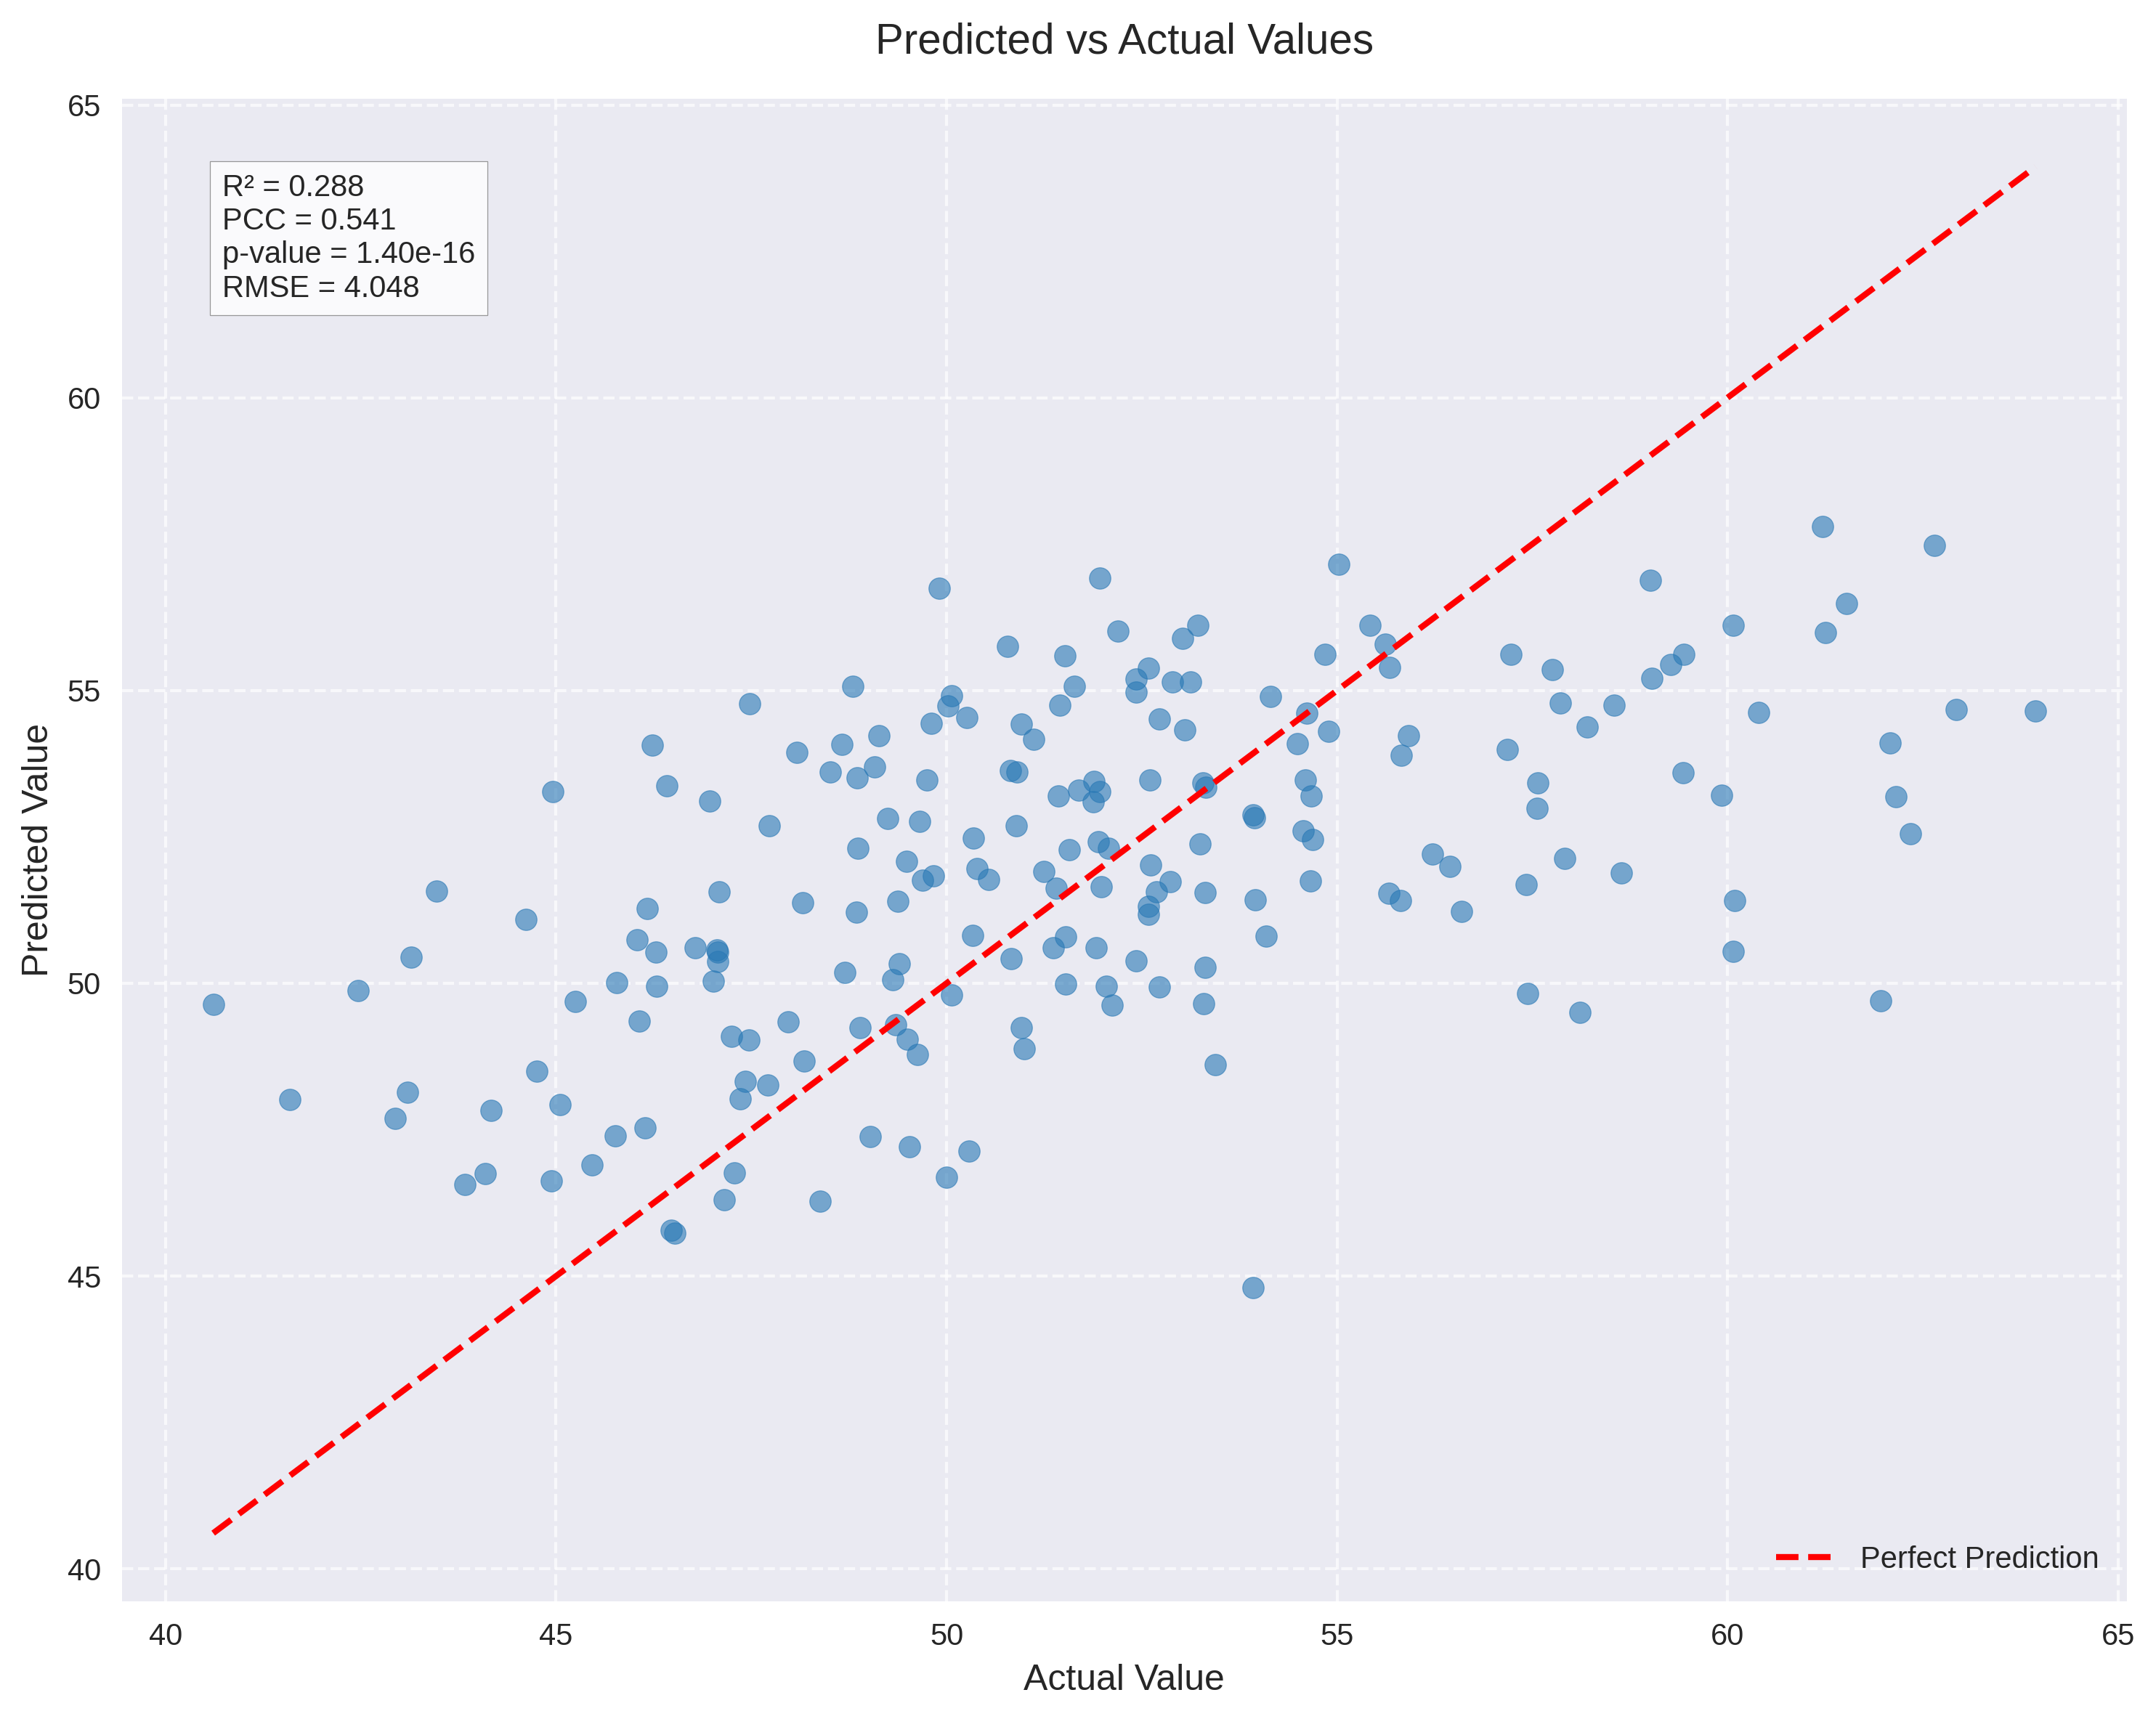 Predicted vs Actual Values
65
60
55
50
45
40
R² = 0.288
PCC = 0.541
p-value = 1.40e-16
RMSE = 4.048
Predicted Value
Perfect Prediction
40
45
50
55
60
65
Actual Value